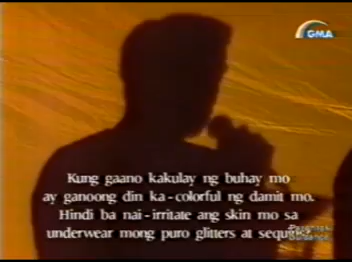 GMA
Kung gaano kakulay ng buhay mo
ay ganoong din ka-colorful ng damit mo.
Hindi ba nai-irritate ang skin mo sa
underwear mong puro glitters at sequins.
Guidance